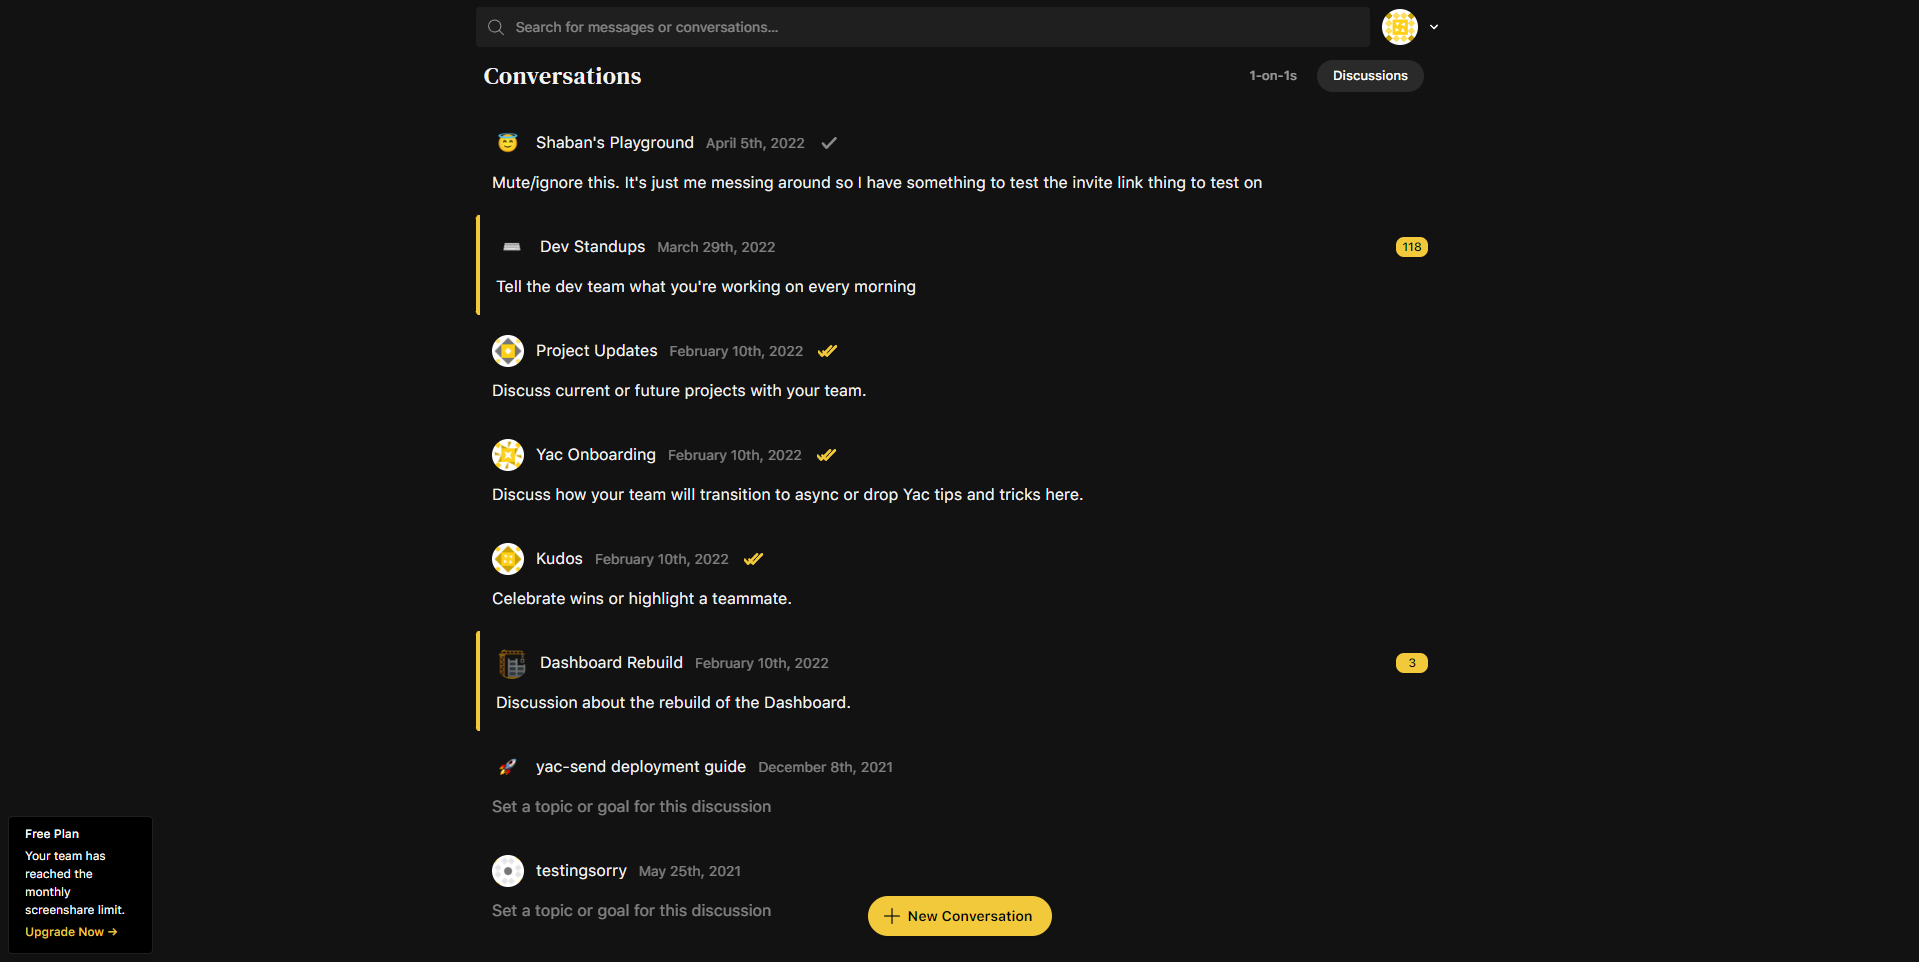 Search for messages or conversations...
Conversations
1-on-1s
Discussions
Shaban's Playground April 5th, 2022
Mute/ignore this. It's just me messing around so I have something to test the invite link thing to test on
Dev Standups March 29th, 2022
118
Tell the dev team what you're working on every morning
Project Updates February 10th, 2022
Discuss current or future projects with your team.
Yac Onboarding February 10th, 2022
Discuss how your team will transition to async or drop Yac tips and tricks here.
Kudos February 10th, 2022
Celebrate wins or highlight a teammate.
Dashboard Rebuild February 10th, 2022
3
Discussion about the rebuild of the Dashboard.
yac-send deployment guide December 8th, 2021
Set a topic or goal for this discussion
testingsorry May 25th, 2021
Set a topic or goal for this discussion
New Conversation
Free Plan
Your team has
reached the
monthly
screenshare limit.
Upgrade Now →